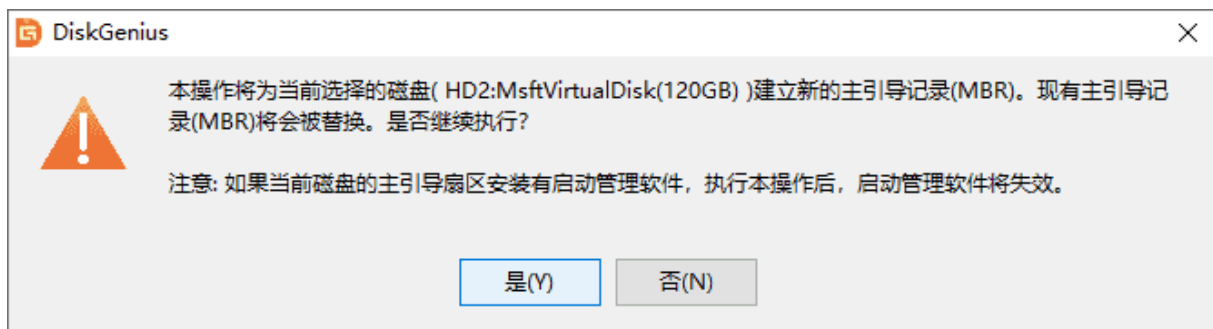 DiskGenius
本操作将为当前选择的磁盘( HD2:MsftVirtualDisk(120GB) )建立新的主引导记录(MBR)。现有主引导记
录(MBR)将会被替换。是否继续执行?
注意: 如果当前磁盘的主引导扇区安装有启动管理软件，执行本操作后，启动管理软件将失效。
是(Y)
否(N)